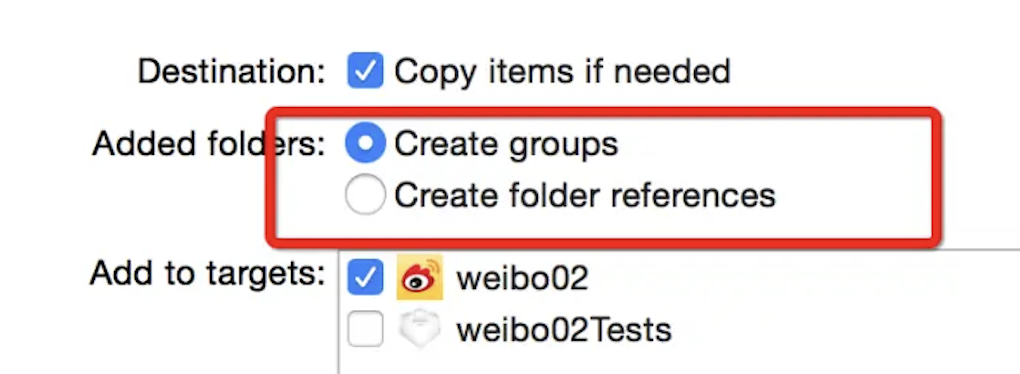 Destination: Copy items if needed
Added folders: Create groups
Create folder references
Add to targets: weibo02
weibo02Tests